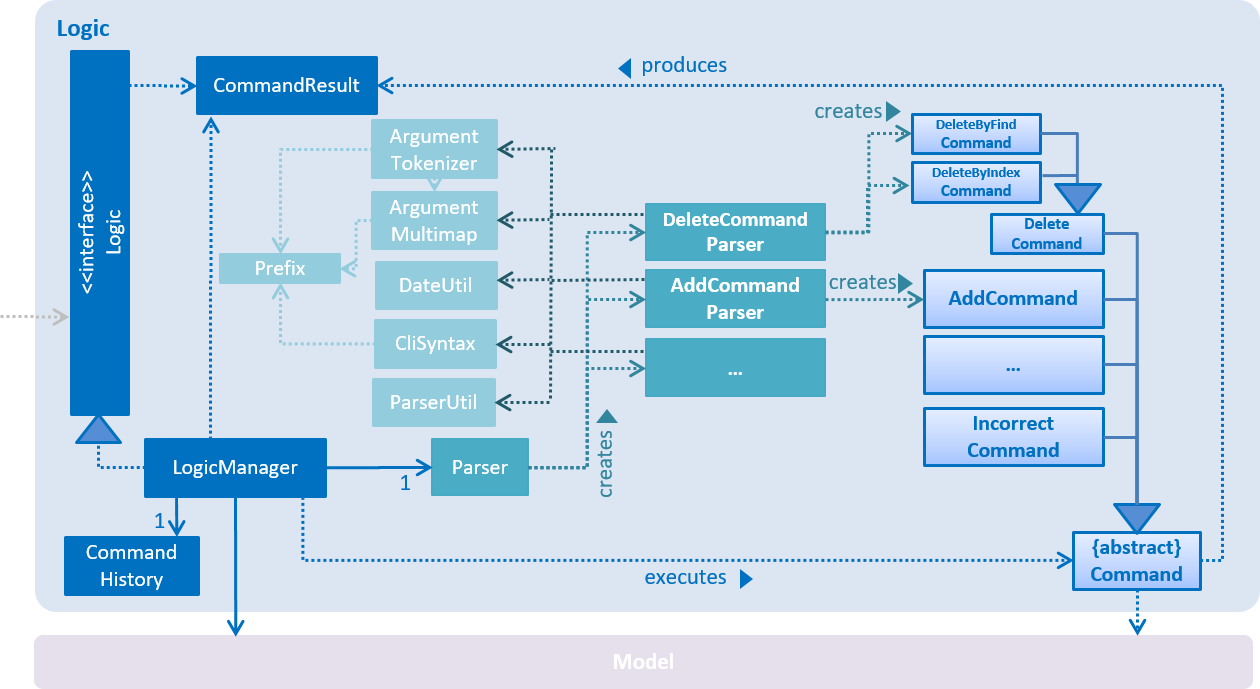 Logic
<<interface>>
Logic
CommandResult
produces
Argument
Tokenizer
Argument
Multimap
Prefix
DateUtil
CliSyntax
ParserUtil
DeleteCommand
Parser
AddCommand
Parser
...
creates
DeleteByFind
Command
DeleteByIndex
Command
Delete
Command
creates
AddCommand
...
Incorrect
Command
LogicManager
1
Parser
creates
1
Command
History
executes
{abstract}
Command
Model